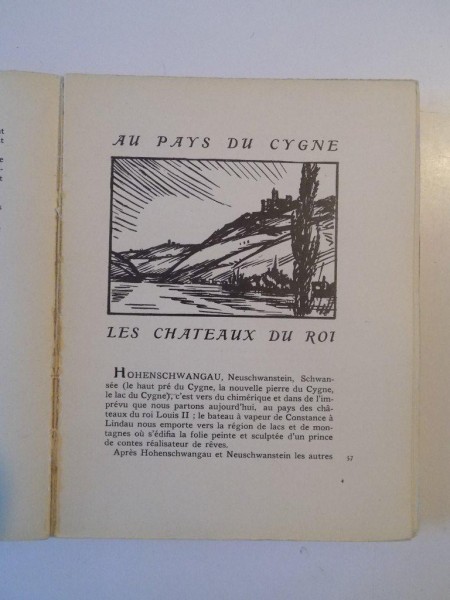 AU PAYS DU CYGNE
LES CHATEAUX DU ROI
HOHENSCHWANGAU, Neuschwanstein, Schwan-
sée (le haut pré du Cygne, la nouvelle pierre du Cygne,
le lac du Cygne), c'est vers du chimérique et dans de l'im-
prévu que nous partons aujourd'hui, au pays des châ-
teaux du roi Louis II ; le bateau à vapeur de Constance à
Lindau nous emporte vers la région de lacs et de mon-
tagnes où s'édifia la folie peinte et sculptée d'un prince
de contes réalisateur de rêves.
Après Hohenschwangau et Neuschwanstein les autres
57